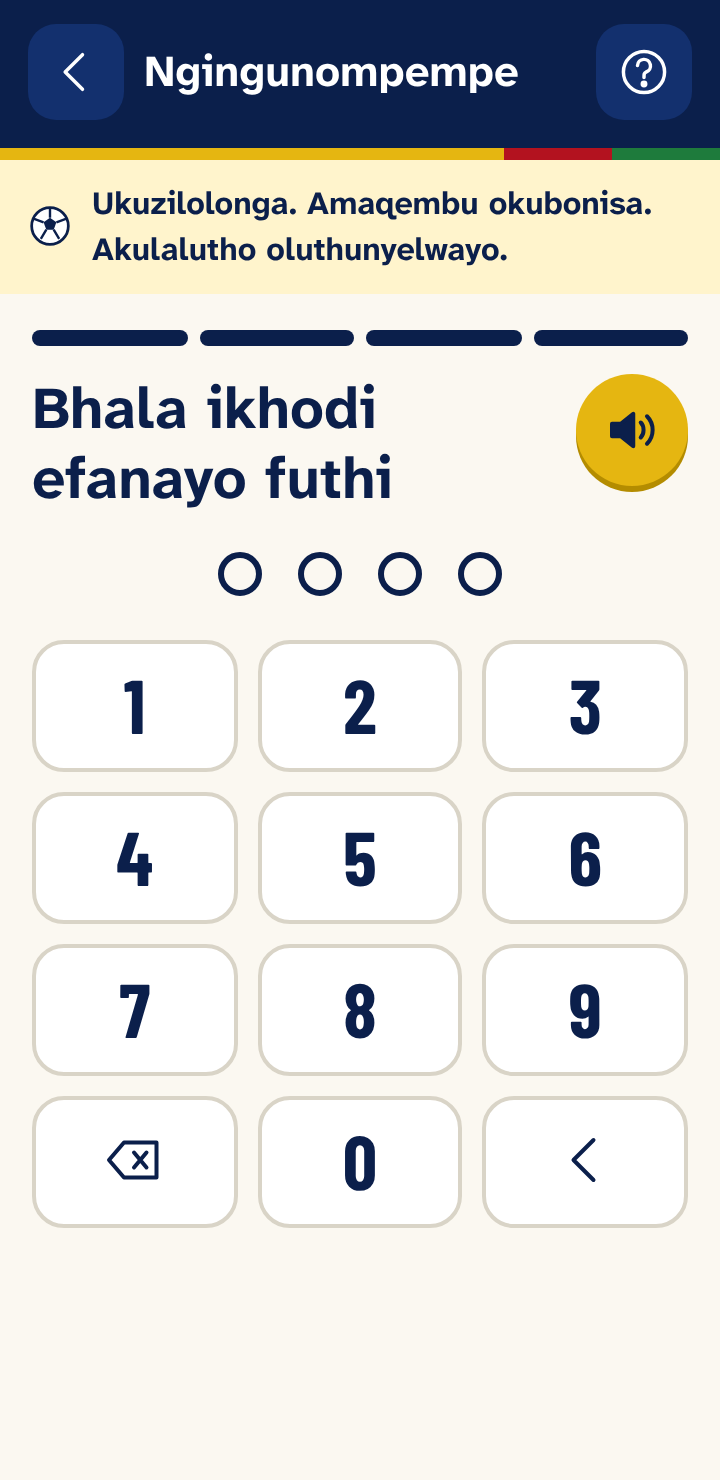 Ngingunompempe
Ukuzilolonga. Amaqembu okubonisa.
Akulalutho oluthunyelwayo.
Bhala ikhodi
efanayo futhi
1 2 3
4 5 6
7 8 9
0